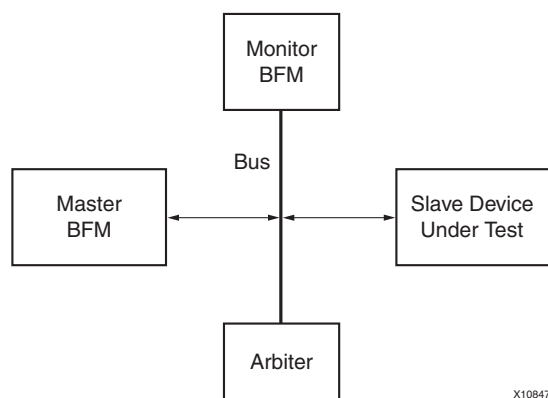 Monitor
BFM
Bus
Master
BFM
Slave Device
Under Test
Arbiter
X10847